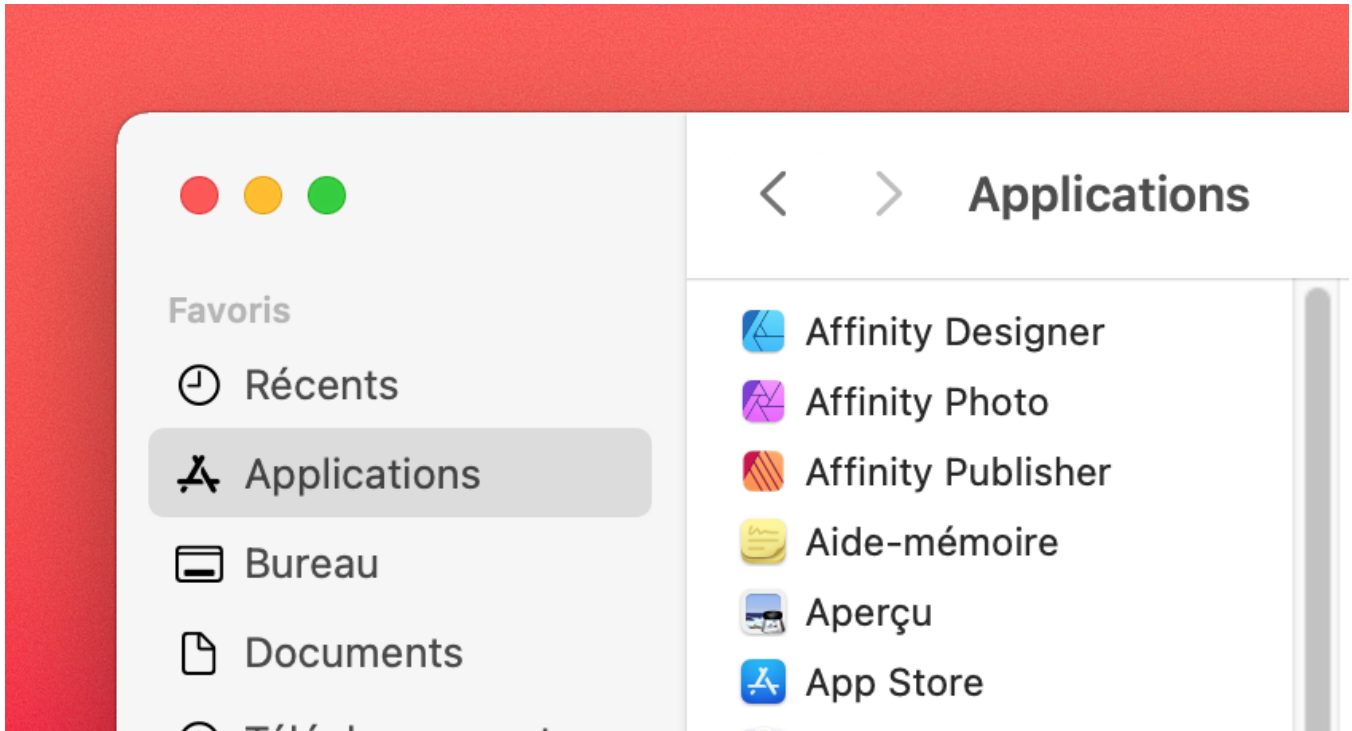 Applications
Favoris
Récents
Applications
Bureau
Documents
Affinity Designer
Affinity Photo
Affinity Publisher
Aide-mémoire
Aperçu
App Store